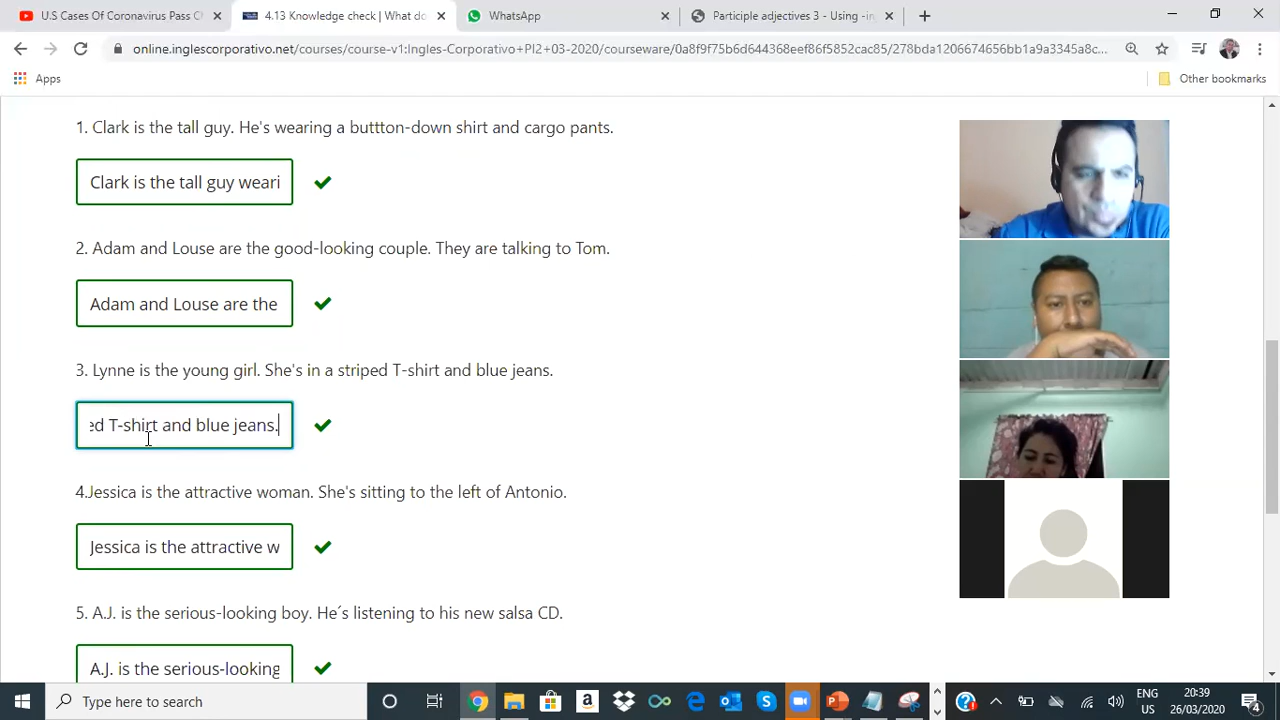 U.S Cases Of Coronavirus Pass C
4.13 Knowledge check | What do
WhatsApp
Participle adjectives 3 - Using -in
online.inglescorporativo.net/courses/course-v1:Ingles-Corporativo+PI2+03-2020/courseware/0a8f9f75b6d644368eef86f5852cac85/278bda1206674656bb1a9a3345a8c...
Apps
Other bookmarks
1. Clark is the tall guy. He's wearing a buttton-down shirt and cargo pants.
Clark is the tall guy weari
2. Adam and Louse are the good-looking couple. They are talking to Tom.
Adam and Louse are the
3. Lynne is the young girl. She's in a striped T-shirt and blue jeans.
ed T-shirt and blue jeans.
4.Jessica is the attractive woman. She's sitting to the left of Antonio.
Jessica is the attractive w
5. A.J. is the serious-looking boy. He´s listening to his new salsa CD.
A.J. is the serious-looking
Type here to search
ENG
US
20:39
26/03/2020
4